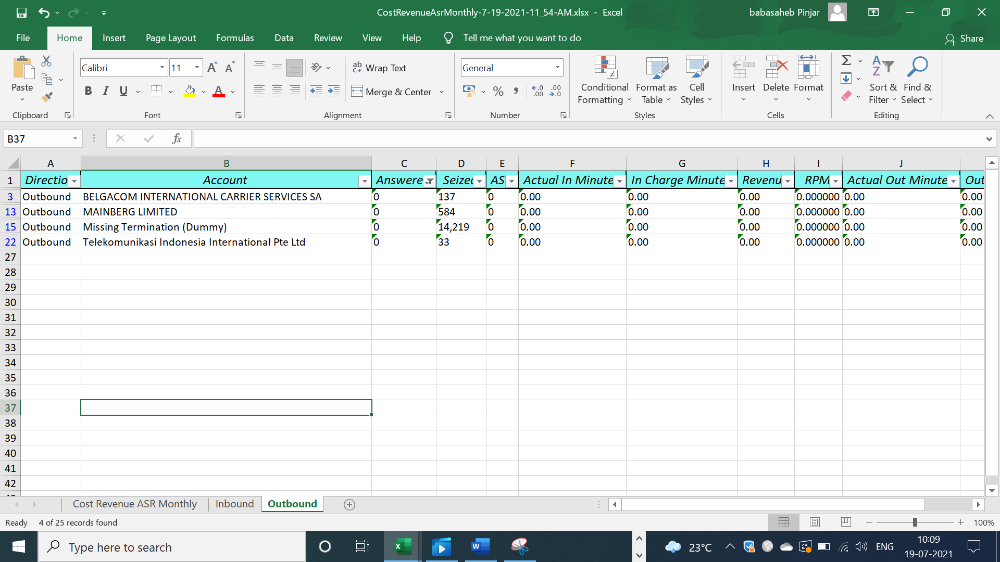 CostRevenueAsrMonthly-7-19-2021-11_54-AM.xlsx - Excel
babasaheb Pinjar
File Home Insert Page Layout Formulas Data Review View Help Tell me what you want to do Share
Calibri 11 ab c Wrap Text General
Paste B I U A Merge & Center % , .00 .0
Conditional Formatting Format as Table Cell Styles Insert Delete Format Sort & Filter Find & Select
Clipboard Font Alignment Number Styles Cells Editing
B37 fx
A B C D E F G H I J
1 Directio Account Answere Seized AS Actual In Minute In Charge Minute Revenu RPM Actual Out Minute Out
3 Outbound BELGACOM INTERNATIONAL CARRIER SERVICES SA 0 137 0 0.00 0.00 0.00 0.000000 0.00 0.00
13 Outbound MAINBERG LIMITED 0 584 0 0.00 0.00 0.00 0.000000 0.00 0.00
15 Outbound Missing Termination (Dummy) 0 14,219 0 0.00 0.00 0.00 0.000000 0.00 0.00
22 Outbound Telekomunikasi Indonesia International Pte Ltd 0 33 0 0.00 0.00 0.00 0.000000 0.00 0.00
27
28
29
30
31
32
33
34
35
36
37
38
39
40
41
42
Cost Revenue ASR Monthly Inbound Outbound
Ready 4 of 25 records found 100%
Type here to search 23°C ENG 10:09
19-07-2021